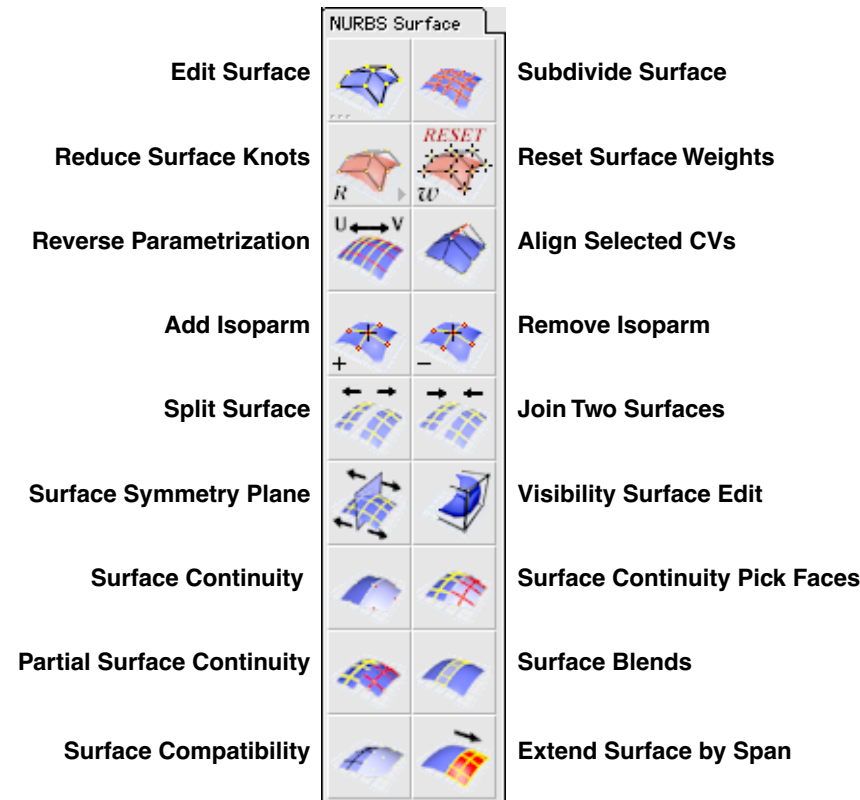 NURBS Surface
Edit Surface
Subdivide Surface
Reduce Surface Knots
R
RESET
w
Reset Surface Weights
Reverse Parametrization
U V
Align Selected CVs
Add Isoparm
+
−
Remove Isoparm
Split Surface
Join Two Surfaces
Surface Symmetry Plane
Visibility Surface Edit
Surface Continuity
Surface Continuity Pick Faces
Partial Surface Continuity
Surface Blends
Surface Compatibility
Extend Surface by Span